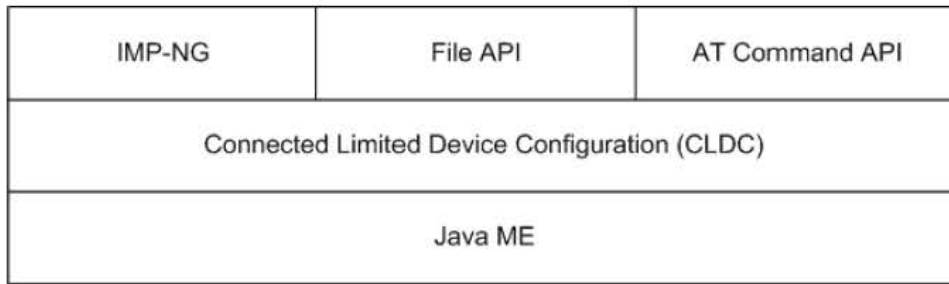 IMP-NG
File API
AT Command API
Connected Limited Device Configuration (CLDC)
Java ME